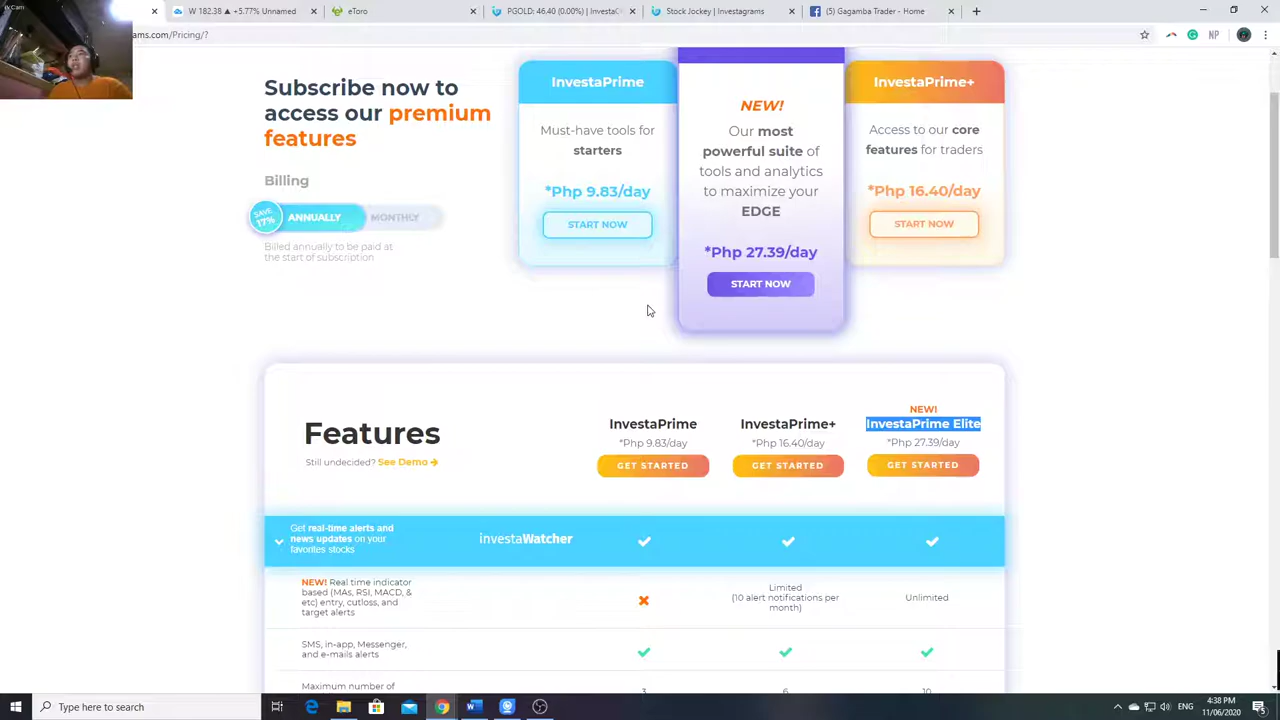 W 182.38 ▲ +5.77% Unnamed
eToro
PGOLD: 46.40 (0.00%) | InvestaC
Stock Jockey | Investagrams
(8) Gagamba Trader - Home
ams.com/Pricing/?
NP
Subscribe now to
access our premium
features
Billing
SAVE
17%
ANNUALLY
MONTHLY
Billed annually to be paid at
the start of subscription
InvestaPrime
Must-have tools for
starters
*Php 9.83/day
START NOW
NEW!
Our most
powerful suite of
tools and analytics
to maximize your
EDGE
*Php 27.39/day
START NOW
InvestaPrime+
Access to our core
features for traders
*Php 16.40/day
START NOW
Features
Still undecided? See Demo →
InvestaPrime
*Php 9.83/day
GET STARTED
InvestaPrime+
*Php 16.40/day
GET STARTED
NEW!
InvestaPrime Elite
*Php 27.39/day
GET STARTED
Get real-time alerts and
news updates on your
favorites stocks
investaWatcher
NEW! Real time indicator
based (MAs, RSI, MACD, &
etc) entry, cutloss, and
target alerts
Limited
(10 alert notifications per
month)
Unlimited
SMS, in-app, Messenger,
and e-mails alerts
Maximum number of
3
6
10
Type here to search
ENG
4:38 PM
11/06/2020